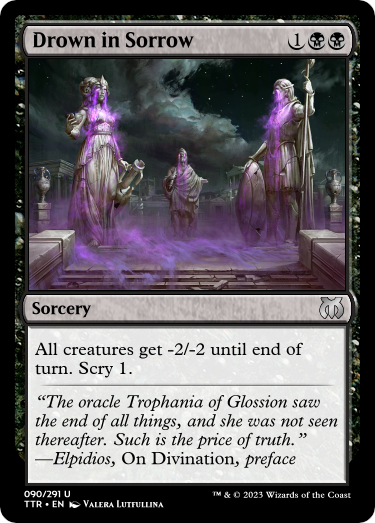 Drown in Sorrow 1
Sorcery
All creatures get -2/-2 until end of
turn. Scry 1.
“The oracle Trophania of Glossion saw
the end of all things, and she was not seen
thereafter. Such is the price of truth.”
—Elpidios, On Divination, preface
090/291 U
TTR • EN Valera Lutfullina
™ & © 2023 Wizards of the Coast